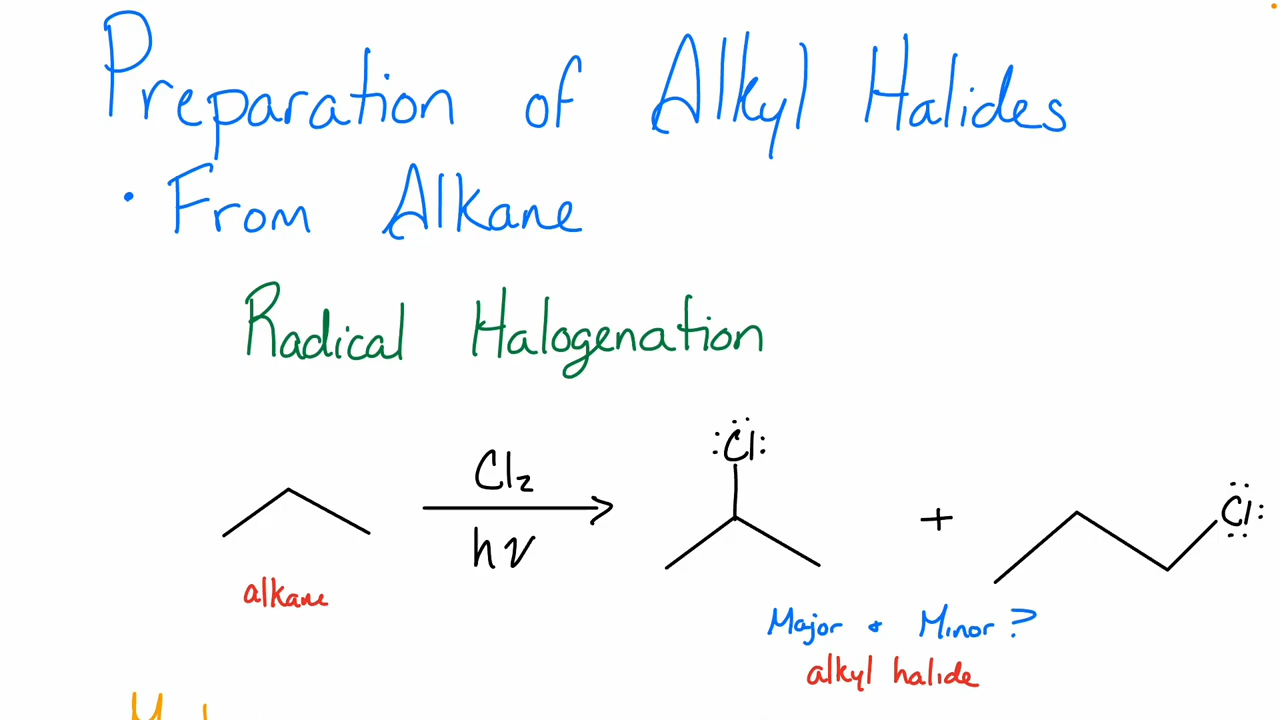 Preparation of Alkyl Halides
• From Alkane
Radical Halogenation
Cl₂
hν
:Cl:
+
Cl:
alkane
Major & Minor?
alkyl halide